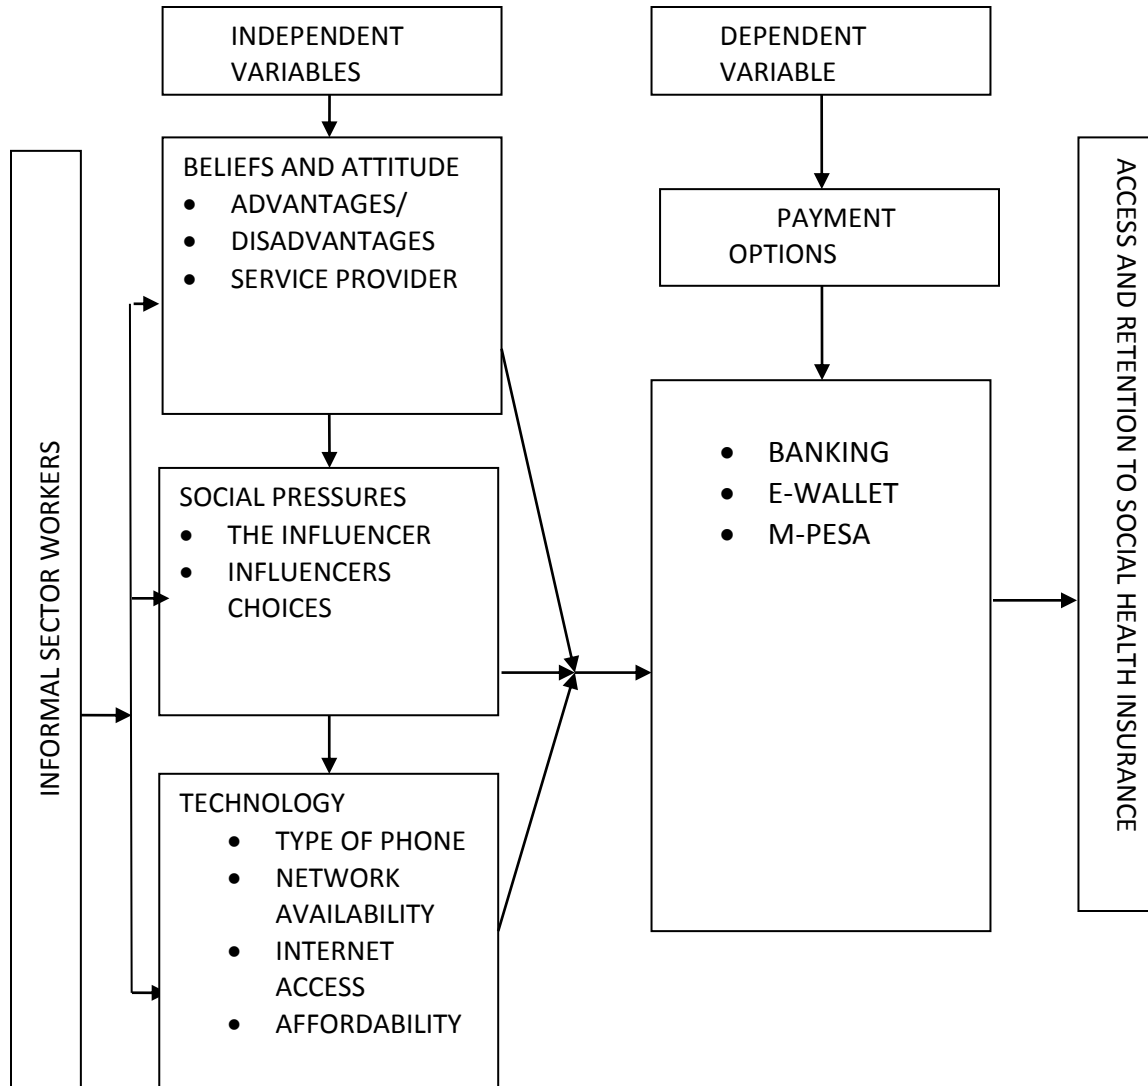 INDEPENDENT
VARIABLES
DEPENDENT
VARIABLE
INFORMAL SECTOR WORKERS
BELIEFS AND ATTITUDE
• ADVANTAGES/
• DISADVANTAGES
• SERVICE PROVIDER
SOCIAL PRESSURES
• THE INFLUENCER
• INFLUENCERS
CHOICES
TECHNOLOGY
• TYPE OF PHONE
• NETWORK
AVAILABILITY
• INTERNET
ACCESS
• AFFORDABILITY
PAYMENT
OPTIONS
• BANKING
• E-WALLET
• M-PESA
ACCESS AND RETENTION TO SOCIAL HEALTH INSURANCE